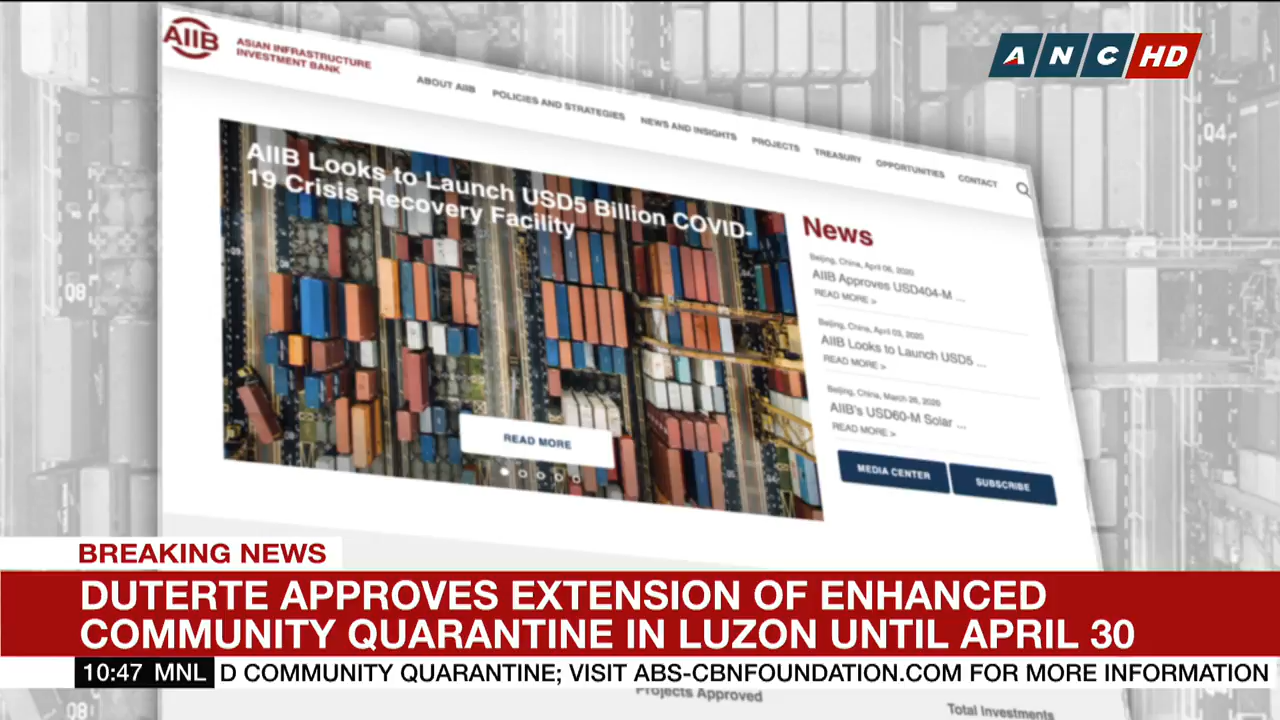 AIIB
ASIAN INFRASTRUCTURE
INVESTMENT BANK
ABOUT AIIB
POLICIES AND STRATEGIES
NEWS AND INSIGHTS
PROJECTS
TREASURY
OPPORTUNITIES
CONTACT
ANC HD
Q4
AIIB Looks to Launch USD5 Billion COVID-
19 Crisis Recovery Facility
READ MORE
News
Beijing, China, April 06, 2020
AIIB Approves USD404-M ...
READ MORE >
Beijing, China, April 03, 2020
AIIB Looks to Launch USD5 ...
READ MORE >
Beijing, China, March 26, 2020
AIIB's USD60-M Solar ...
READ MORE >
MEDIA CENTER
SUBSCRIBE
Q8
BREAKING NEWS
DUTERTE APPROVES EXTENSION OF ENHANCED
COMMUNITY QUARANTINE IN LUZON UNTIL APRIL 30
10:47 MNL D COMMUNITY QUARANTINE; VISIT ABS-CBNFOUNDATION.COM FOR MORE INFORMATION
Projects Approved
Total Investments
Q8